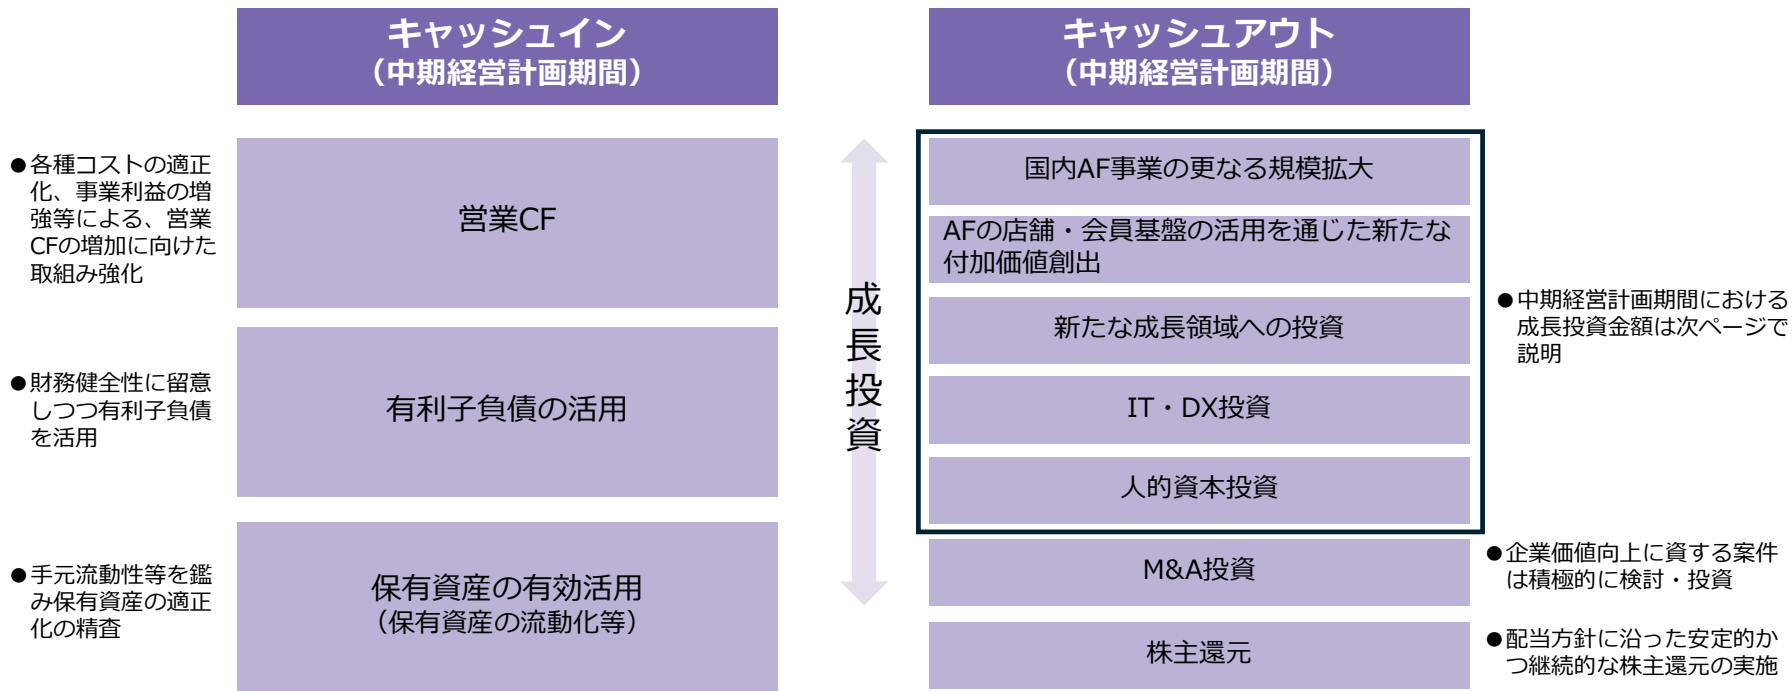 キャッシュイン
（中期経営計画期間）
●各種コストの適正
化、事業利益の増
強等による、営業
CFの増加に向けた
取組み強化
営業CF
●財務健全性に留意
しつつ有利子負債
を活用
有利子負債の活用
●手元流動性等を鑑
み保有資産の適正
化の精査
保有資産の有効活用
（保有資産の流動化等）
成長投資
キャッシュアウト
（中期経営計画期間）
国内AF事業の更なる規模拡大
AFの店舗・会員基盤の活用を通じた新たな
付加価値創出
新たな成長領域への投資
IT・DX投資
人的資本投資
●中期経営計画期間における
成長投資金額は次ページで
説明
M&A投資
●企業価値向上に資する案件
は積極的に検討・投資
株主還元
●配当方針に沿った安定的か
つ継続的な株主還元の実施